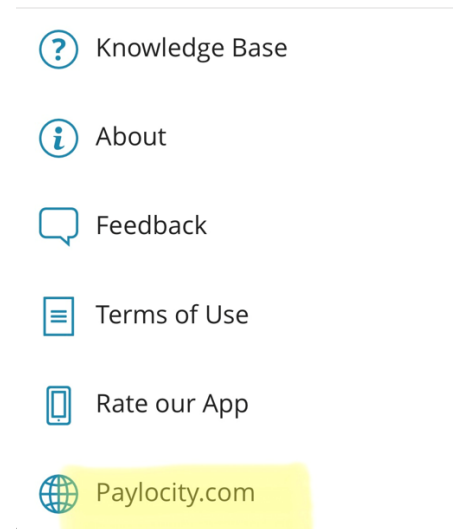 Knowledge Base
About
Feedback
Terms of Use
Rate our App
Paylocity.com